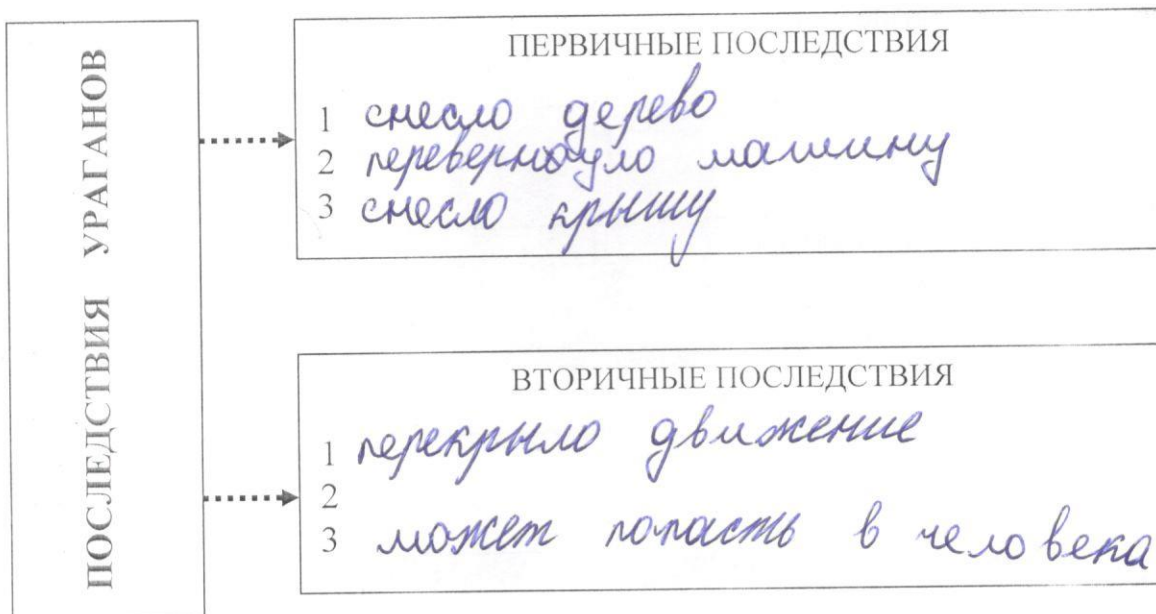 ПОСЛЕДСТВИЯ УРАГАНОВ
ПЕРВИЧНЫЕ ПОСЛЕДСТВИЯ
1 снесло дерево
2 перевернуло машину
3 снесло крышу
ВТОРИЧНЫЕ ПОСЛЕДСТВИЯ
1 перекрыло движение
2
3 может попасть в человека